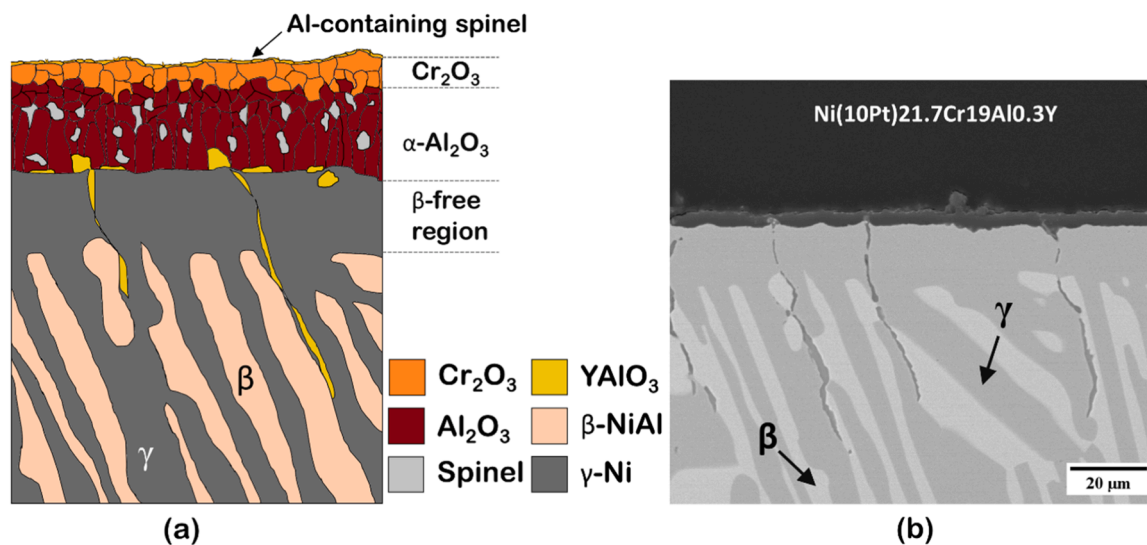 Al-containing spinel
Cr₂O₃
α-Al₂O₃
β-free
region
β
γ
Cr₂O₃
YAlO₃
Al₂O₃
β-NiAl
Spinel
γ-Ni
(a)
Ni(10Pt)21.7Cr19Al0.3Y
γ
β
20 μm
(b)